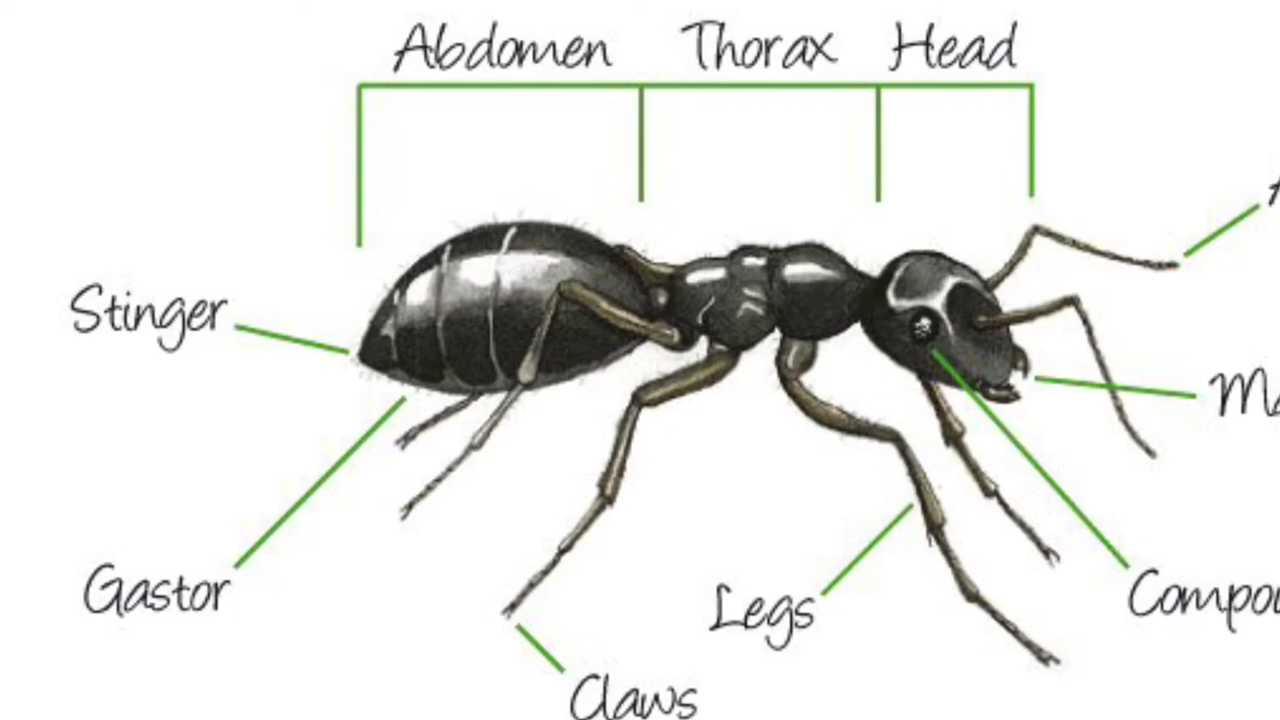 Abdomen Thorax Head
Stinger
Gastor
Legs
Claws